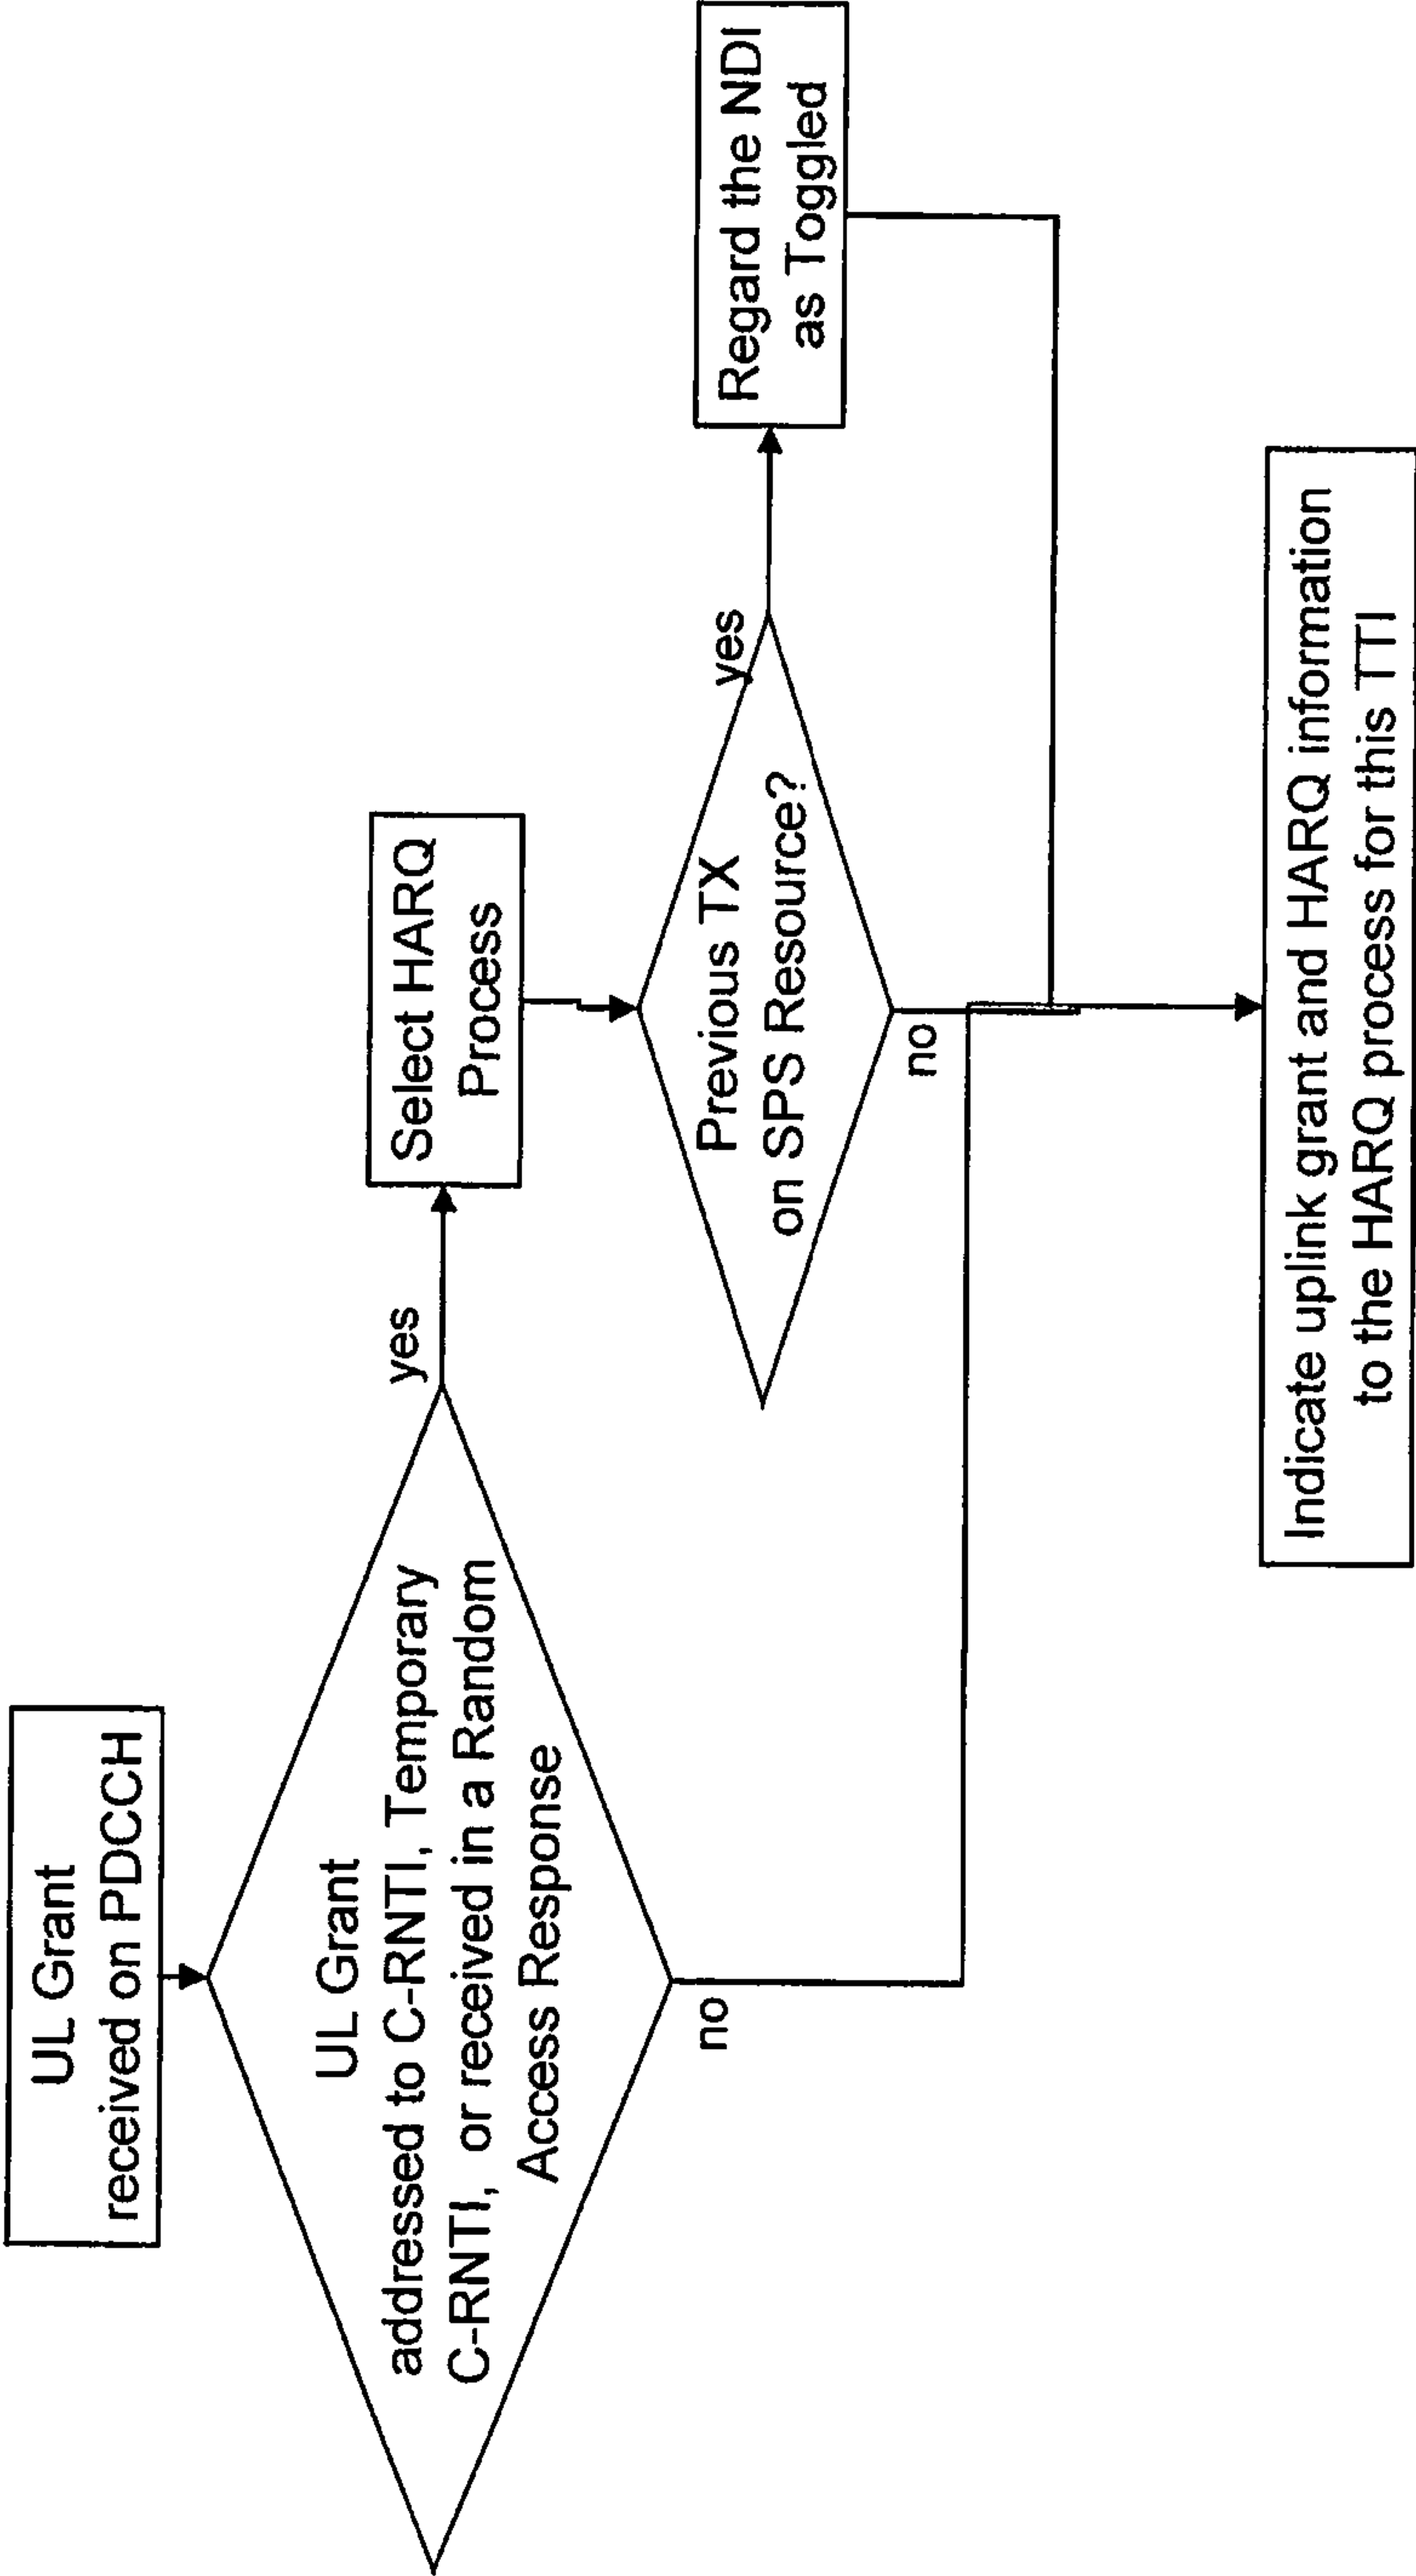 UL Grant
received on PDCCH
UL Grant
addressed to C-RNTI, Temporary
C-RNTI, or received in a Random
Access Response
yes
no
Select HARQ
Process
Previous TX
on SPS Resource?
yes
no
Regard the NDI
as Toggled
Indicate uplink grant and HARQ information
to the HARQ process for this TTI